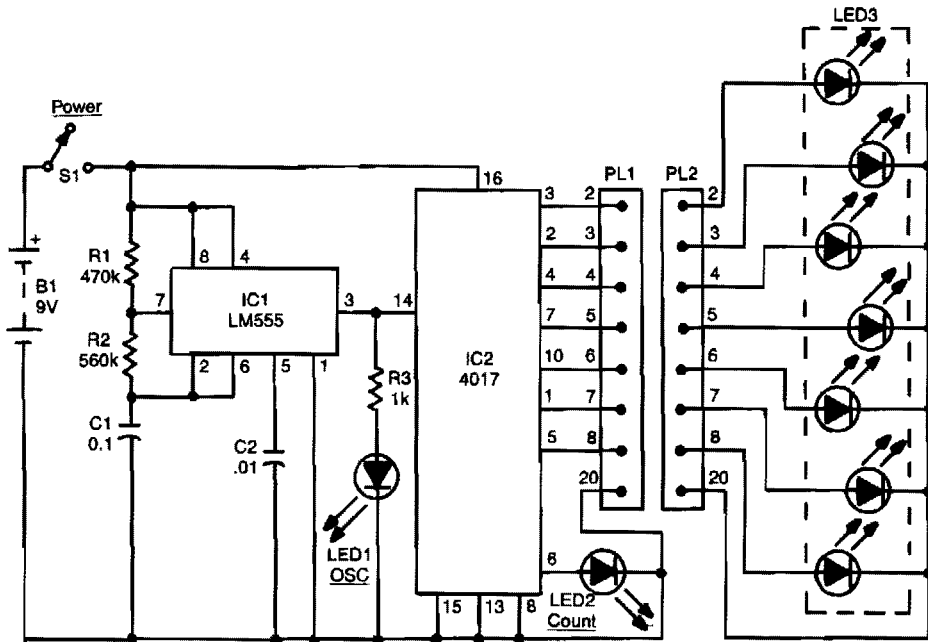 LED3
Power
S1
16
PL1
PL2
3 2
2
2 3
3
4 4
4
7 5
5
10 6
6
1 7
7
5 8
8
20
20
+
B1
9V
R1
470k
8 4
7
IC1
LM555
3
14
R2
560k
2 6 5 1
IC2
4017
R3
1k
C1
0.1
C2
.01
LED1
OSC
6
LED2
Count
15 13 8